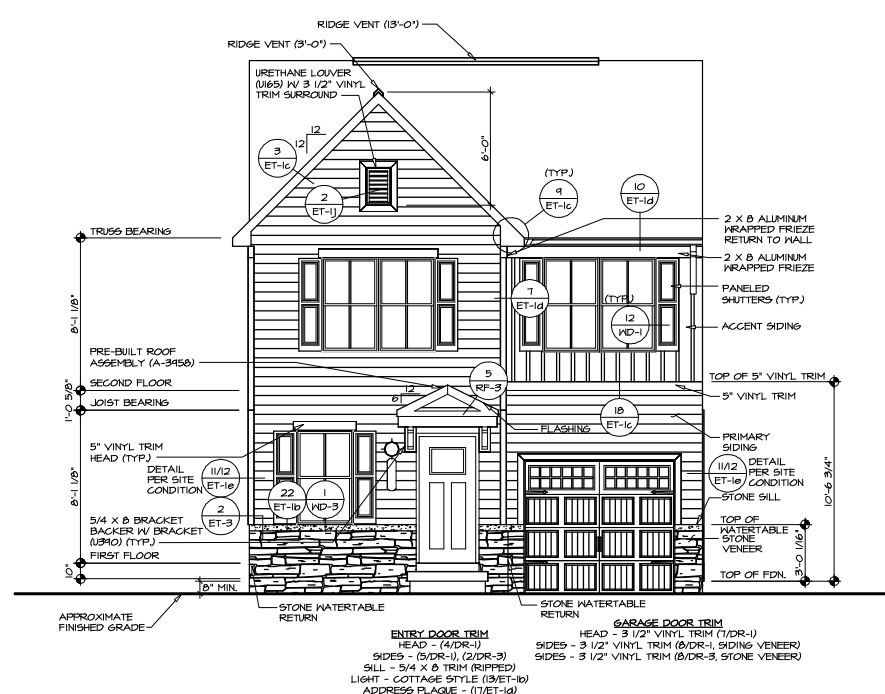 RIDGE VENT (13'-0")
RIDGE VENT (3'-0")
URETHANE LOUVER
(U165) W/ 3 1/2" VINYL
TRIM SURROUND
12
12
3
ET-1c
2
ET-1j
6'-0"
(TYP.)
9
ET-1c
10
ET-1d
2 X 8 ALUMINUM
WRAPPED FRIEZE
RETURN TO WALL
2 X 8 ALUMINUM
WRAPPED FRIEZE
TRUSS BEARING
7
ET-1d
(TYP.)
12
WD-1
PANELED
SHUTTERS (TYP.)
ACCENT SIDING
8'-1 1/8"
PRE-BUILT ROOF
ASSEMBLY (A-3958)
SECOND FLOOR
1'-0 5/8"
JOIST BEARING
12
6
5
RF-3
TOP OF 5" VINYL TRIM
5" VINYL TRIM
18
ET-1c
FLASHING
PRIMARY
SIDING
5" VINYL TRIM
HEAD (TYP.)
DETAIL
PER SITE
CONDITION
11/12
ET-1e
11/12
ET-1e
DETAIL
PER SITE
CONDITION
STONE SILL
8'-1 1/8"
10'-6 3/4"
22
ET-1b
1
WD-3
2
ET-3
5/4 X 8 BRACKET
BACKER W/ BRACKET
(U390) (TYP.)
FIRST FLOOR
TOP OF
WATERTABLE
STONE
VENEER
3'-0 1/16"
TOP OF FDN.
10"
8" MIN.
APPROXIMATE
FINISHED GRADE
STONE WATERTABLE
RETURN
STONE WATERTABLE
RETURN
ENTRY DOOR TRIM
HEAD - (4/DR-1)
SIDES - (5/DR-1), (2/DR-3)
SILL - 5/4 X 8 TRIM (RIPPED)
LIGHT - COTTAGE STYLE (13/ET-1b)
ADDRESS PLAQUE - (17/ET-1d)
GARAGE DOOR TRIM
HEAD - 3 1/2" VINYL TRIM (7/DR-1)
SIDES - 3 1/2" VINYL TRIM (8/DR-1, SIDING VENEER)
SIDES - 3 1/2" VINYL TRIM (8/DR-3, STONE VENEER)